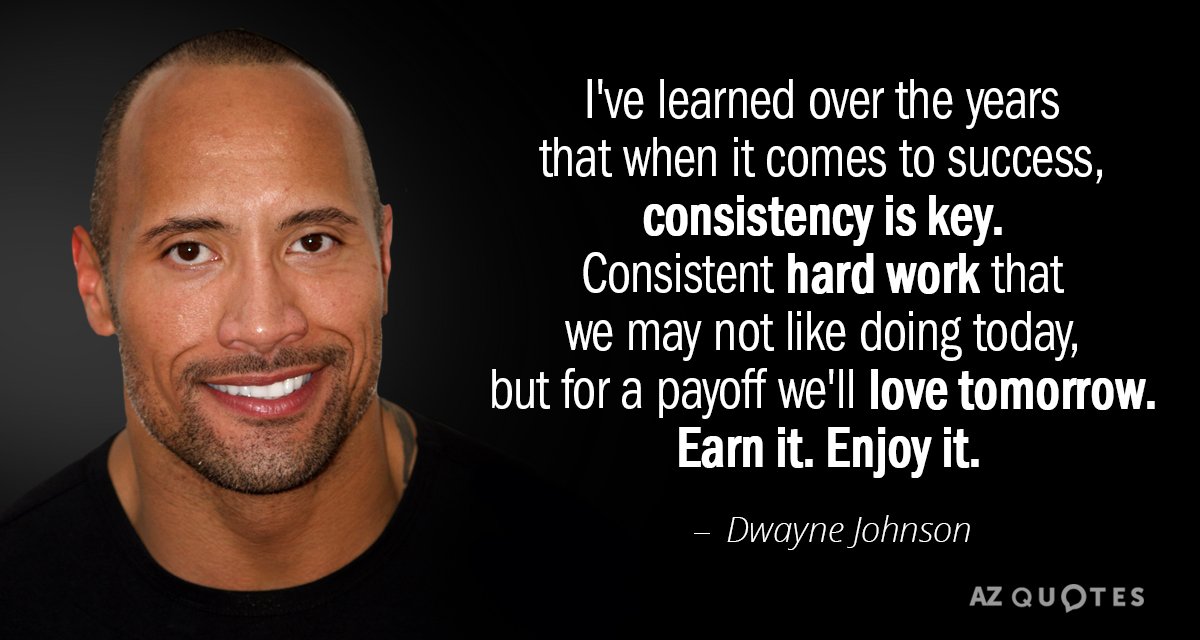 I've learned over the years
that when it comes to success,
consistency is key.
Consistent hard work that
we may not like doing today,
but for a payoff we'll love tomorrow.
Earn it. Enjoy it.
– Dwayne Johnson
AZ QUOTES